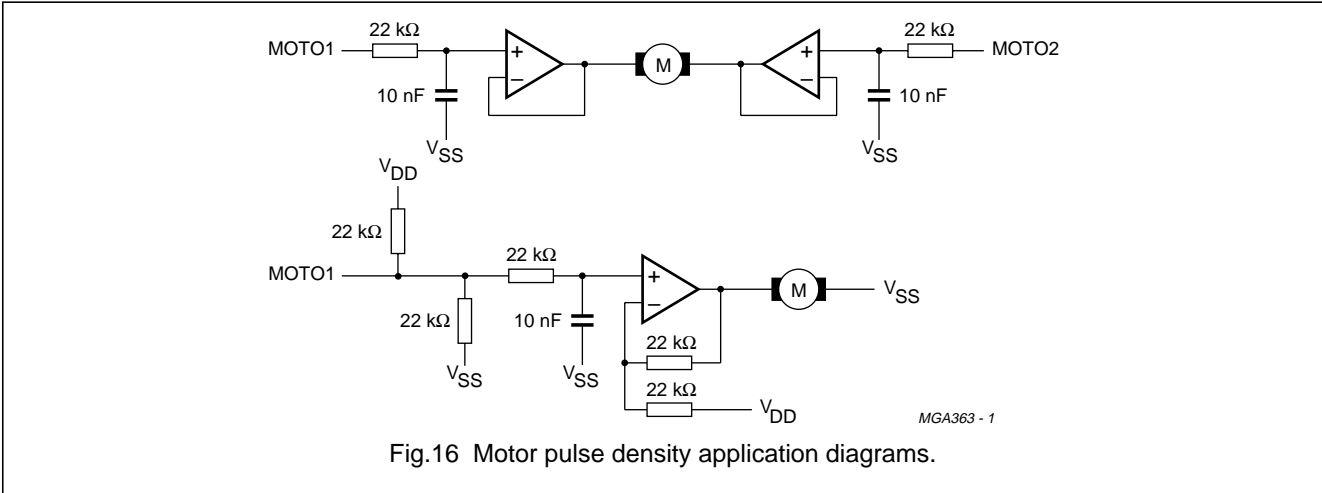 22 kΩ 22 kΩ
MOTO1 + M + MOTO2
− −
10 nF 10 nF
VSS VSS
VDD
22 kΩ
22 kΩ
MOTO1 + M VSS
−
22 kΩ 10 nF
22 kΩ
VSS VSS
22 kΩ
VDD
MGA363 - 1
Fig.16 Motor pulse density application diagrams.